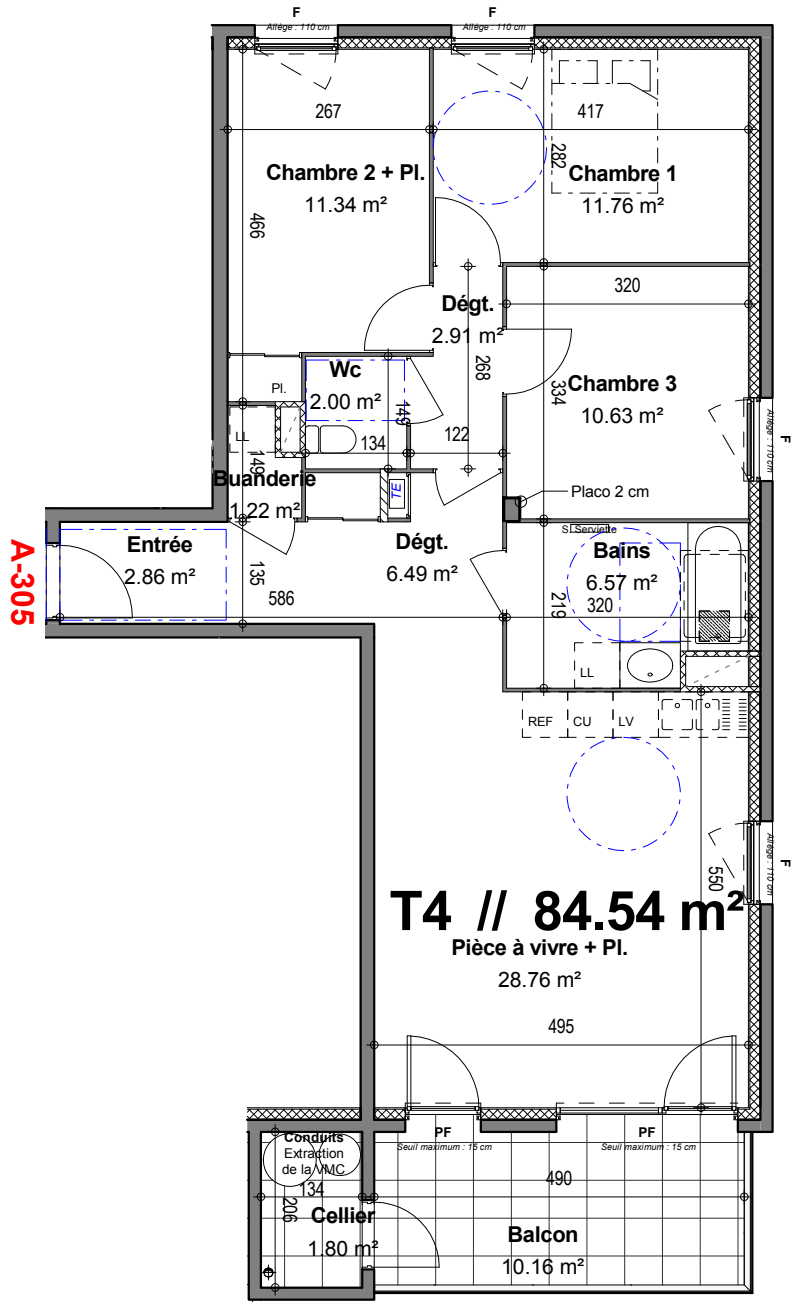 F
Allège : 110 cm
F
Allège : 110 cm
267
417
282
Chambre 2 + Pl.
11.34 m²
Chambre 1
11.76 m²
466
320
Dégt.
2.91 m²
268
334
Chambre 3
10.63 m²
F
Allège : 110 cm
Wc
2.00 m²
Pl.
149
134
122
LL
149
Buanderie
1.22 m²
TE
Placo 2 cm
S.Serviette
A-305
Entrée
2.86 m²
135
586
Dégt.
6.49 m²
Bains
6.57 m²
219
320
LL
REF
CU
LV
F
Allège : 110 cm
550
T4 // 84.54 m²
Pièce à vivre + Pl.
28.76 m²
495
PF
Seuil maximum : 15 cm
PF
Seuil maximum : 15 cm
Conduits
Extraction
de la VMC
134
206
490
Cellier
1.80 m²
Balcon
10.16 m²